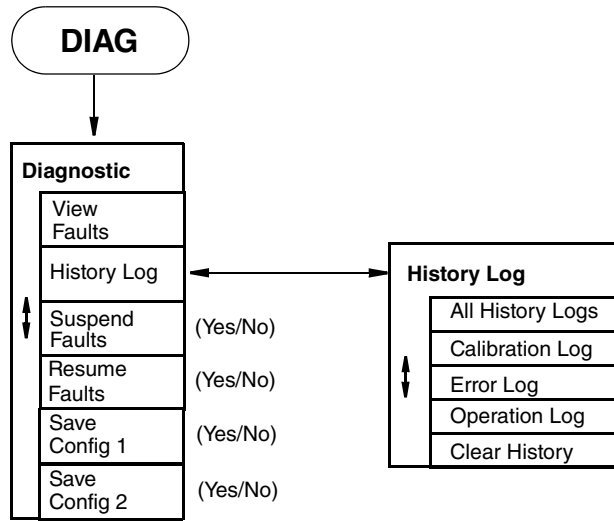 DIAG
Diagnostic
View
Faults
History Log
Suspend
Faults
(Yes/No)
Resume
Faults
(Yes/No)
Save
Config 1
(Yes/No)
Save
Config 2
(Yes/No)
History Log
All History Logs
Calibration Log
Error Log
Operation Log
Clear History